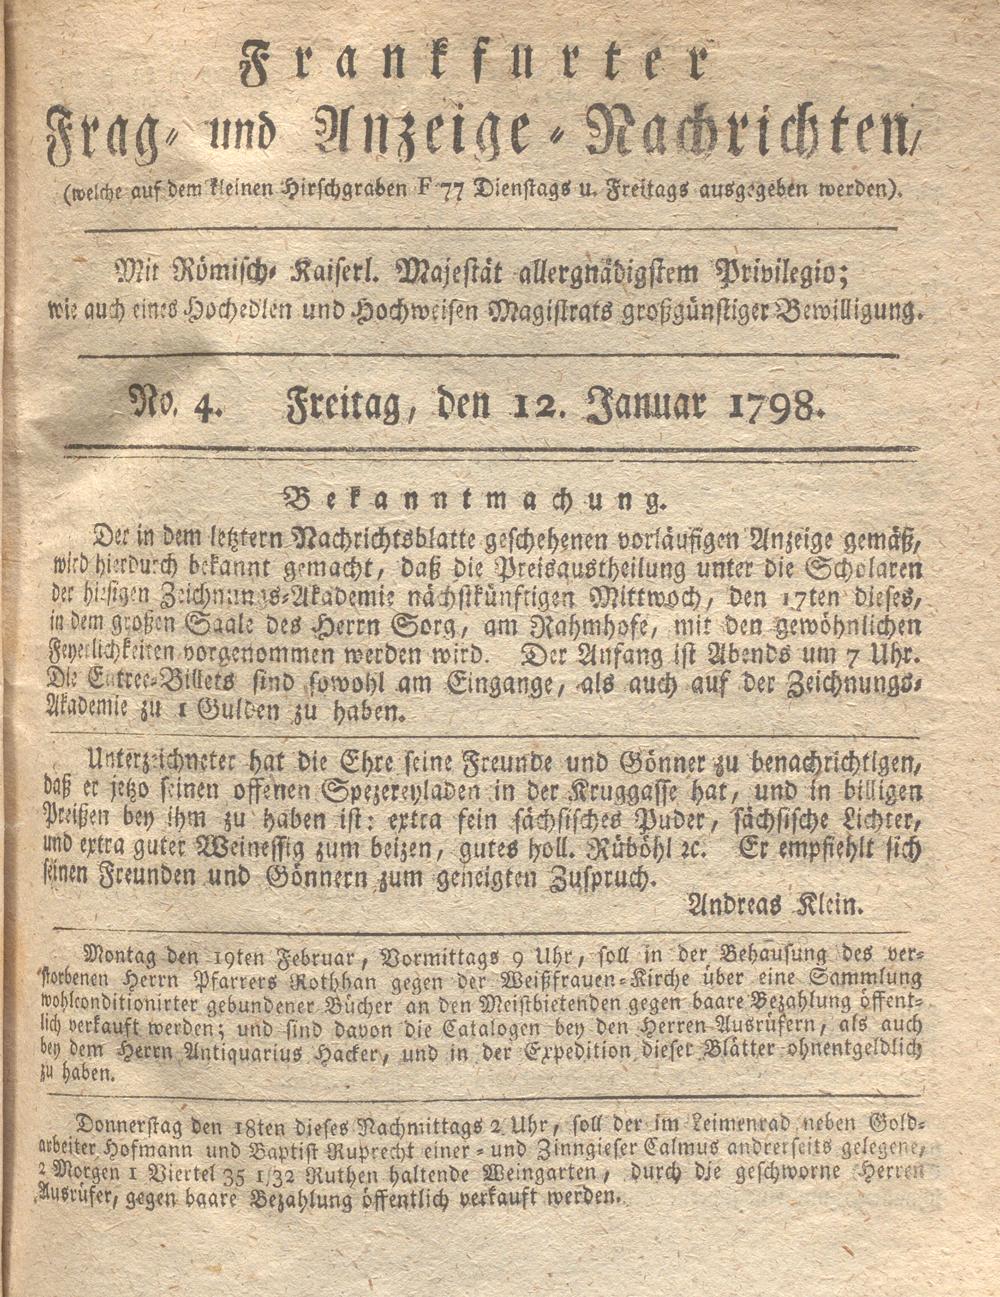 Frankfurter
Frag- und Anzeige-Nachrichten,
(welche auf dem kleinen Hirschgraben F 77 Dienstags u. Freitags ausgegeben werden).
Mit Römisch- Kaiserl. Majestät allergnädigstem Privilegio;
wie auch eines Hochedlen und Hochweisen Magistrats großgünstiger Bewilligung.
No. 4. Freitag, den 12. Januar 1798.
Bekanntmachung.
Der in dem letztern Nachrichtsblatte geschehenen vorläufigen Anzeige gemäß,
wird hierdurch bekannt gemacht, daß die Preisaustheilung unter die Scholaren
der hiesigen Zeichnungs-Akademie nächstkünftigen Mittwoch, den 17ten dieses,
in dem großen Saale des Herrn Sorg, am Rahmhofe, mit den gewöhnlichen
Feyerlichkeiten vorgenommen werden wird. Der Anfang ist Abends um 7 Uhr.
Die Entree-Billets sind sowohl am Eingange, als auch auf der Zeichnungs-
Akademie zu 1 Gulden zu haben.
Unterzeichneter hat die Ehre seine Freunde und Gönner zu benachrichtigen,
daß er jetzo seinen offenen Spezereyladen in der Kruggasse hat, und in billigen
Preißen bey ihm zu haben ist: extra fein sächsisches Puder, sächsische Lichter,
und extra guter Weinessig zum beizen, gutes holl. Rüböhl ꝛc. Er empfiehlt sich
seinen Freunden und Gönnern zum geneigten Zuspruch.
Andreas Klein.
Montag den 19ten Februar, Vormittags 9 Uhr, soll in der Behausung des ver-
storbenen Herrn Pfarrers Rothhan gegen der Weißfrauen-Kirche über eine Sammlung
wohlconditionirter gebundener Bücher an den Meistbietenden gegen baare Bezahlung öffent-
lich verkauft werden; und sind davon die Catalogen bey den Herren Ausrüfern, als auch
bey dem Herrn Antiquarius Hacker, und in der Expedition dieser Blätter ohnentgeldlich
zu haben.
Donnerstag den 18ten dieses Nachmittags 2 Uhr, soll der im Leimenrad neben Gold-
arbeiter Hofmann und Baptist Ruprecht einer- und Zinngieser Calmus andrerseits gelegene,
2 Morgen 1 Viertel 35 1/32 Ruthen haltende Weingarten, durch die geschworne Herren
Ausrüfer, gegen baare Bezahlung öffentlich verkauft werden.